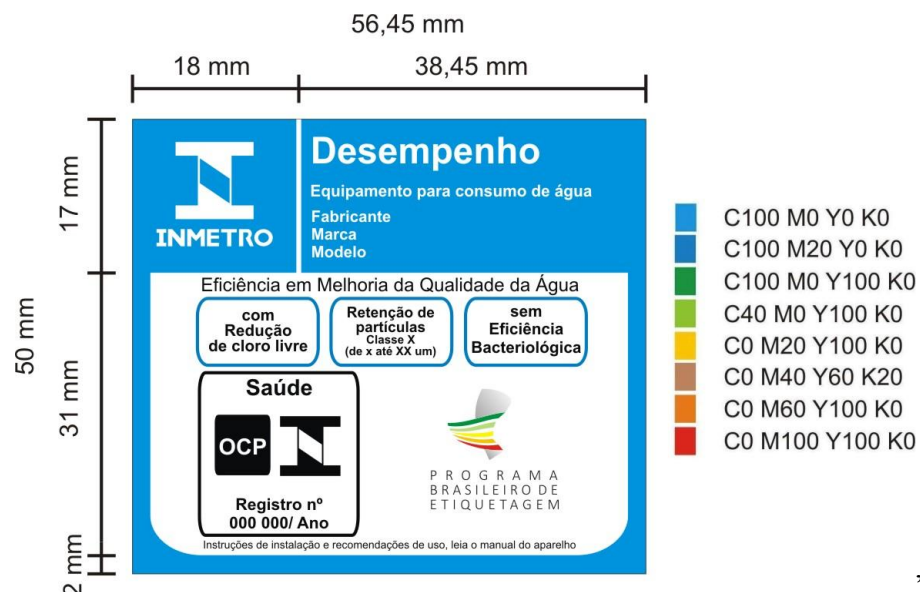 56,45 mm
18 mm
38,45 mm
17 mm
50 mm
31 mm
2 mm
INMETRO
Desempenho
Equipamento para consumo de água
Fabricante
Marca
Modelo
Eficiência em Melhoria da Qualidade da Água
com
Redução
de cloro livre
Retenção de
partículas
Classe X
(de x até XX um)
sem
Eficiência
Bacteriológica
Saúde
OCP
Registro nº
000 000/ Ano
PROGRAMA
BRASILEIRO DE
ETIQUETAGEM
Instruções de instalação e recomendações de uso, leia o manual do aparelho
C100 M0 Y0 K0
C100 M20 Y0 K0
C100 M0 Y100 K0
C40 M0 Y100 K0
C0 M20 Y100 K0
C0 M40 Y60 K20
C0 M60 Y100 K0
C0 M100 Y100 K0